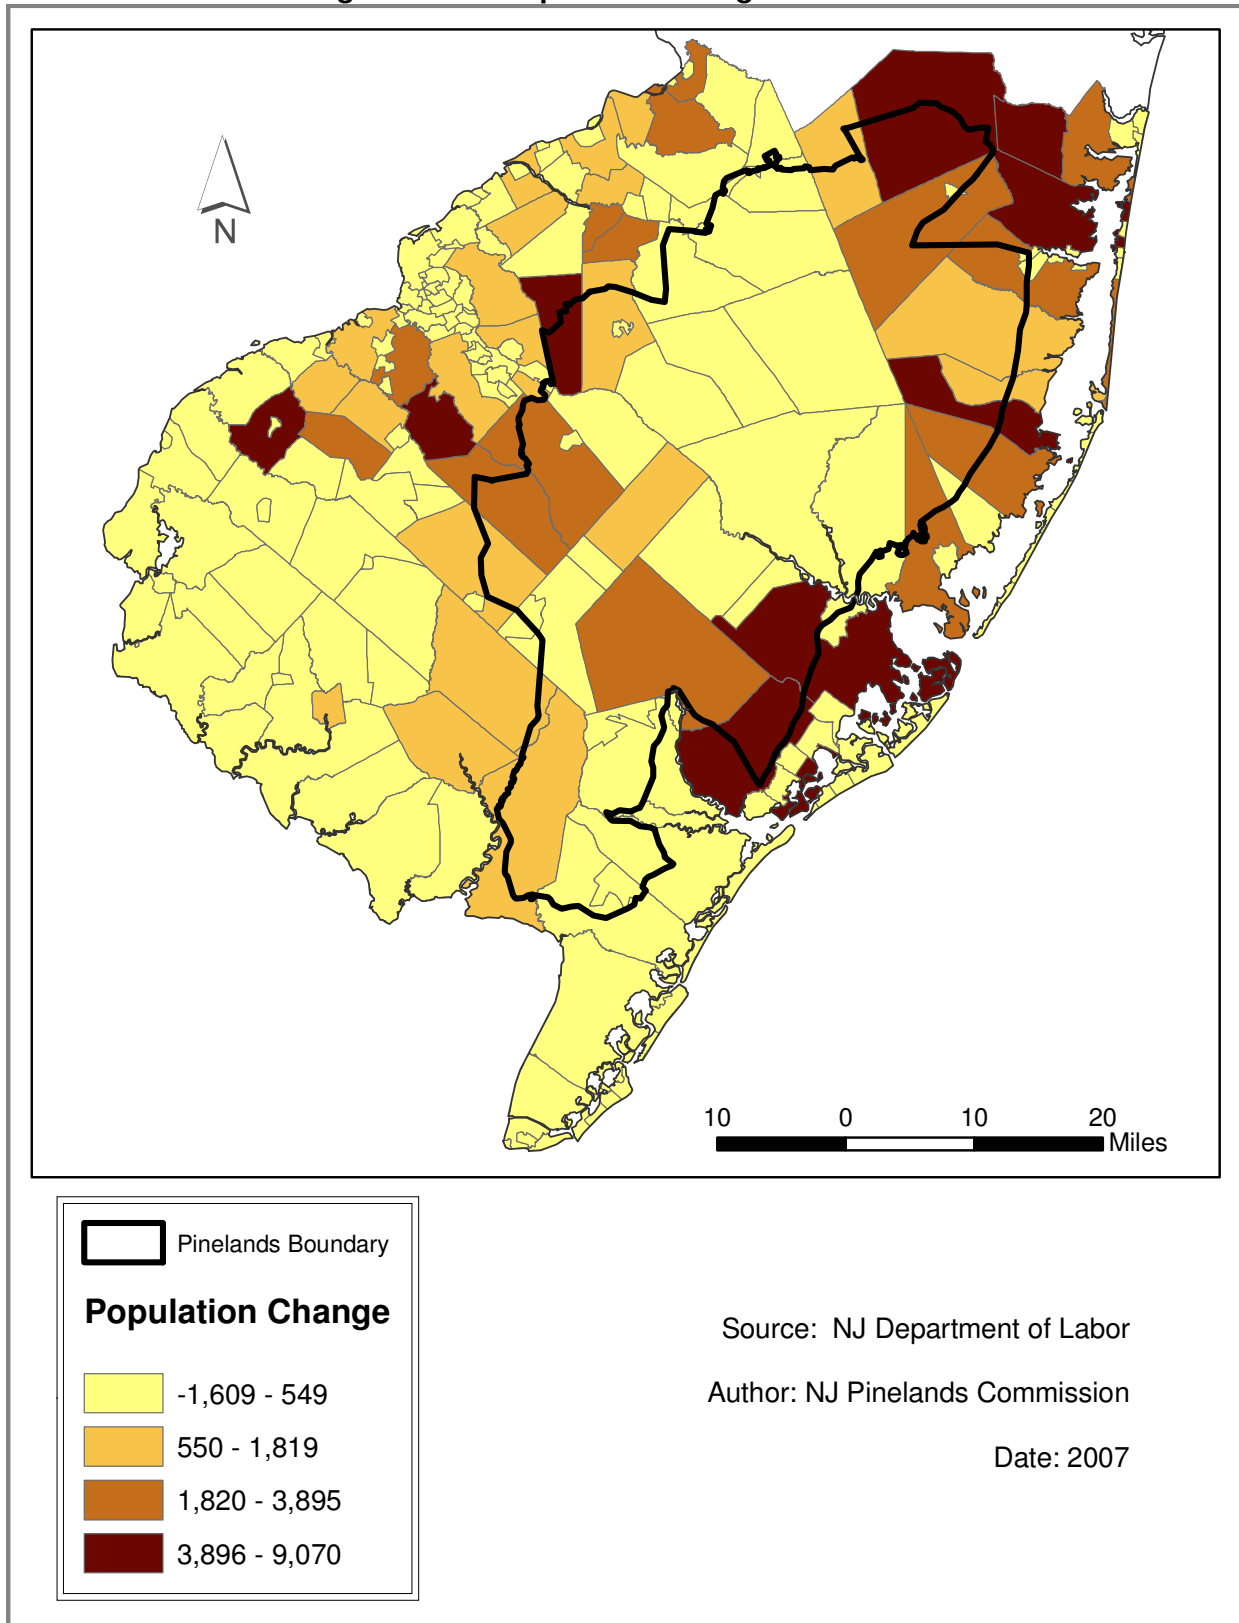 N
10 0 10 20
Miles
Pinelands Boundary
Population Change
-1,609 - 549
550 - 1,819
1,820 - 3,895
3,896 - 9,070
Source: NJ Department of Labor
Author: NJ Pinelands Commission
Date: 2007